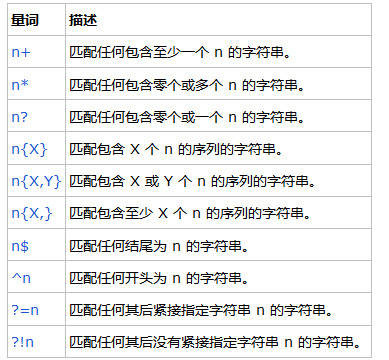 量词 描述
n+ 匹配任何包含至少一个 n 的字符串。
n* 匹配任何包含零个或多个 n 的字符串。
n? 匹配任何包含零个或一个 n 的字符串。
n{X} 匹配包含 X 个 n 的序列的字符串。
n{X,Y} 匹配包含 X 或 Y 个 n 的序列的字符串。
n{X,} 匹配包含至少 X 个 n 的序列的字符串。
n$ 匹配任何结尾为 n 的字符串。
^n 匹配任何开头为 n 的字符串。
?=n 匹配任何其后紧接指定字符串 n 的字符串。
?!n 匹配任何其后没有紧接指定字符串 n 的字符串。